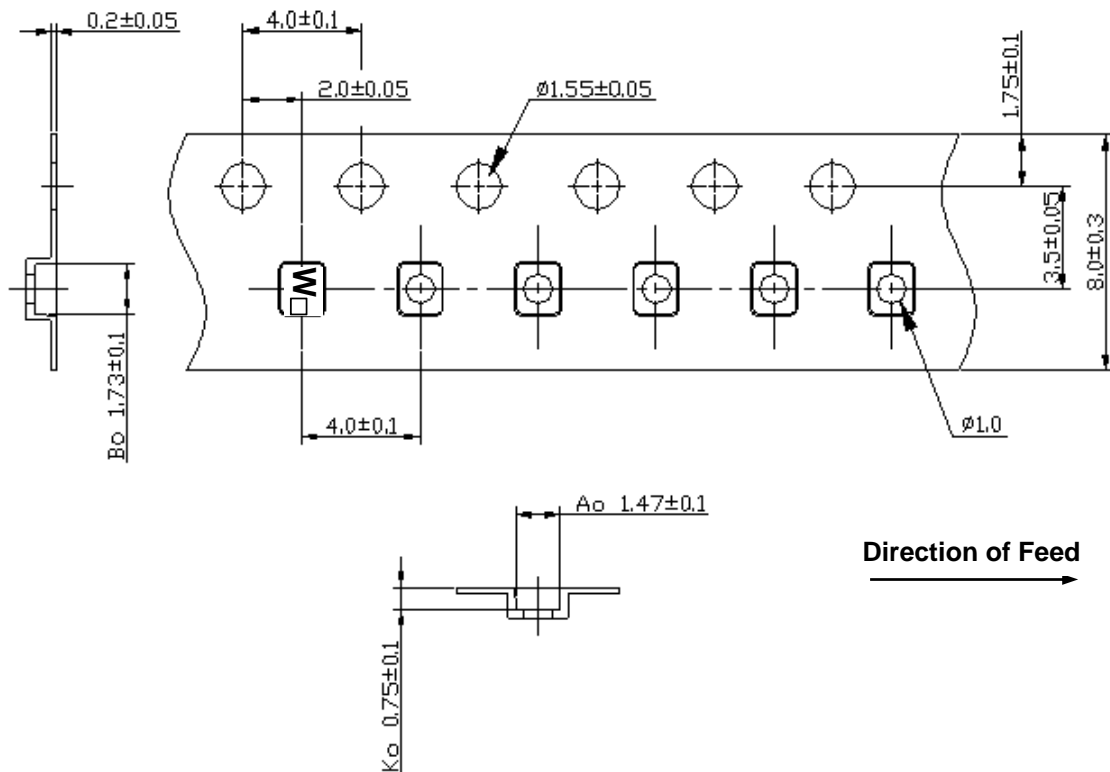 0.2±0.05
4.0±0.1
2.0±0.05
ø1.55±0.05
1.75±0.1
3.5±0.05
8.0±0.3
W□
Bo 1.73±0.1
4.0±0.1
ø1.0
Ao 1.47±0.1
Direction of Feed
Ko 0.75±0.1